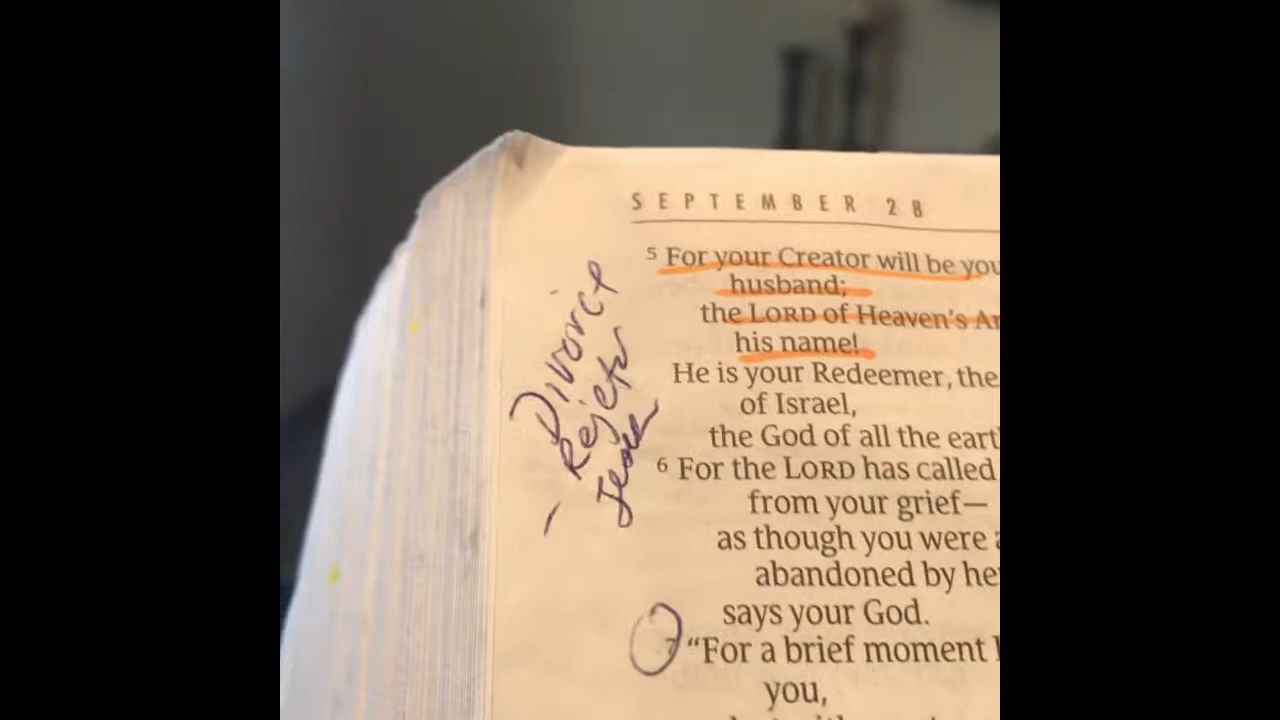 SEPTEMBER 28
5 For your Creator will be you
husband;
the LORD of Heaven's Ar
his name!
He is your Redeemer, the
of Israel,
the God of all the eart
6 For the LORD has called
from your grief—
as though you were a
abandoned by he
says your God.
7 “For a brief moment I
you,
Divorce
- Rejetr